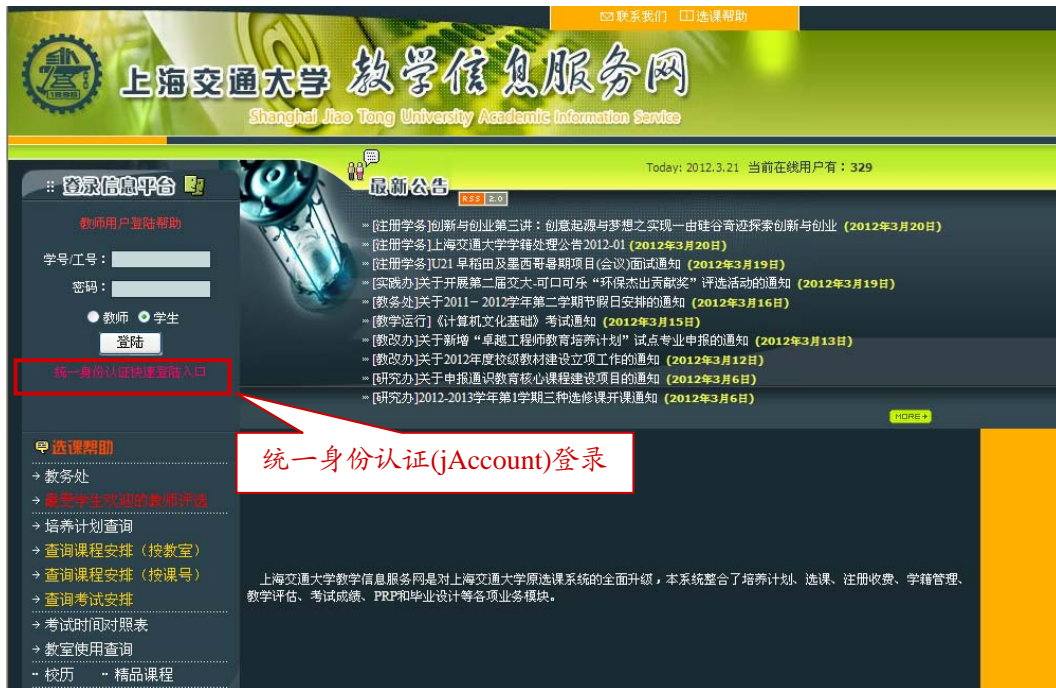 联系我们 选课帮助
1896
上海交通大学 教学信息服务网
Shanghai Jiao Tong University Academic Information Service
Today: 2012.3.21 当前在线用户有：329
:: 登录信息平台
最新公告
RSS 2.0
教师用户登陆帮助
学号/工号：
密码：
教师 学生
登陆
统一身份认证快速登陆入口
» [注册学务]创新与创业第三讲：创意起源与梦想之实现—由硅谷奇迹探索创新与创业 (2012年3月20日)
» [注册学务]上海交通大学学籍处理公告2012-01 (2012年3月20日)
» [注册学务]U21 早稻田及墨西哥暑期项目(会议)面试通知 (2012年3月19日)
» [实践办]关于开展第二届交大-可口可乐“环保杰出贡献奖”评选活动的通知 (2012年3月19日)
» [教务处]关于2011－2012学年第二学期节假日安排的通知 (2012年3月16日)
» [教学运行]《计算机文化基础》考试通知 (2012年3月15日)
» [教改办]关于新增“卓越工程师教育培养计划”试点专业申报的通知 (2012年3月13日)
» [教改办]关于2012年度校级教材建设立项工作的通知 (2012年3月12日)
» [研究办]关于申报通识教育核心课程建设项目的通知 (2012年3月6日)
» [研究办]2012-2013学年第1学期三种选修课开课通知 (2012年3月6日)
MORE+
统一身份认证(jAccount)登录
选课帮助
→ 教务处
→ 最受学生欢迎的教师评选
→ 培养计划查询
→ 查询课程安排（按教室）
→ 查询课程安排（按课号）
→ 查询考试安排
→ 考试时间对照表
→ 教室使用查询
校历 精品课程
上海交通大学教学信息服务网是对上海交通大学原选课系统的全面升级，本系统整合了培养计划、选课、注册收费、学籍管理、
教学评估、考试成绩、PRP和毕业设计等各项业务模块。